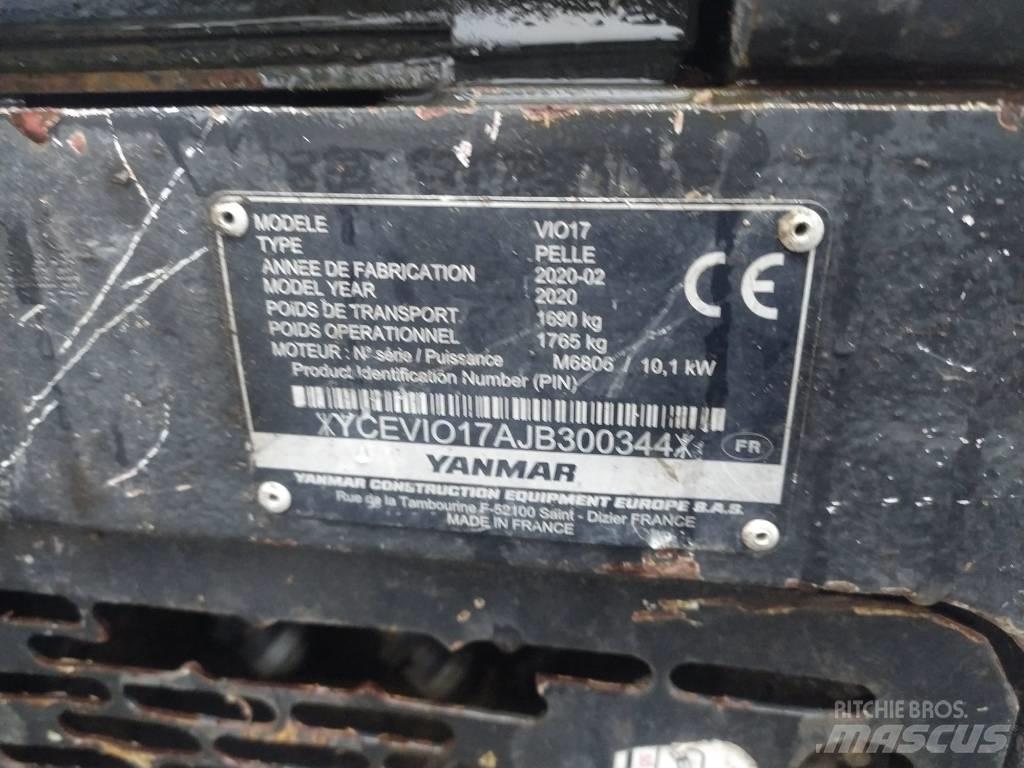 MODELE VIO17
TYPE PELLE
ANNEE DE FABRICATION 2020-02
MODEL YEAR 2020
POIDS DE TRANSPORT 1690 kg
POIDS OPERATIONNEL 1765 kg
MOTEUR : N° série / Puissance M6806 / 10,1 kW
Product Identification Number (PIN)
CE
*YCEVIO17AJB300344*
FR
YANMAR
YANMAR CONSTRUCTION EQUIPMENT EUROPE S.A.S.
Rue de la Tambourine F-52100 Saint - Dizier FRANCE
MADE IN FRANCE
RITCHIE BROS.
MASCUS